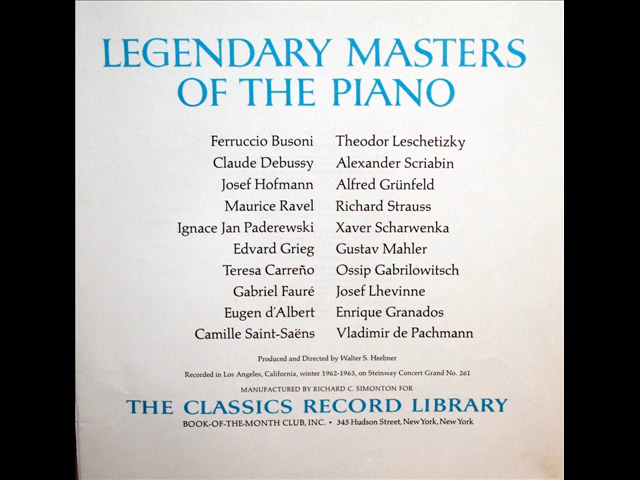 LEGENDARY MASTERS
OF THE PIANO
Ferruccio Busoni
Claude Debussy
Josef Hofmann
Maurice Ravel
Ignace Jan Paderewski
Edvard Grieg
Teresa Carreño
Gabriel Fauré
Eugen d'Albert
Camille Saint-Saëns
Theodor Leschetizky
Alexander Scriabin
Alfred Grünfeld
Richard Strauss
Xaver Scharwenka
Gustav Mahler
Ossip Gabrilowitsch
Josef Lhevinne
Enrique Granados
Vladimir de Pachmann
Produced and Directed by Walter S. Heebner
Recorded in Los Angeles, California, winter 1962-1963, on Steinway Concert Grand No. 261
MANUFACTURED BY RICHARD C. SIMONTON FOR
THE CLASSICS RECORD LIBRARY
BOOK-OF-THE-MONTH CLUB, INC. • 345 Hudson Street, New York, New York